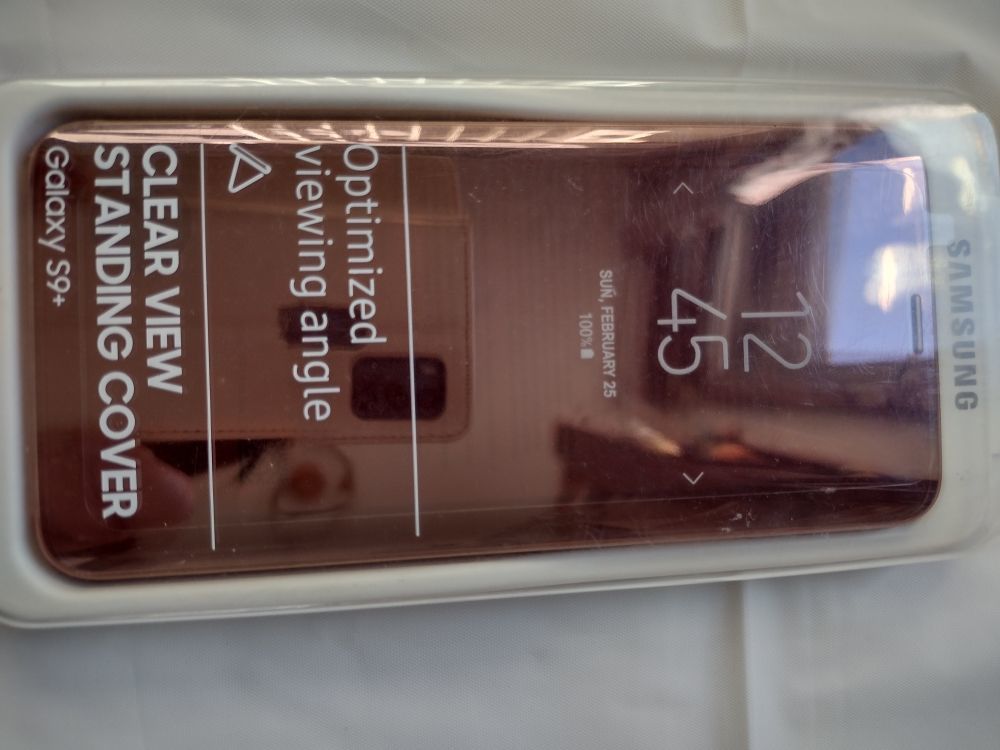 SAMSUNG
12
45
SUN, FEBRUARY 25
100%
Optimized
viewing angle
CLEAR VIEW
STANDING COVER
Galaxy S9+